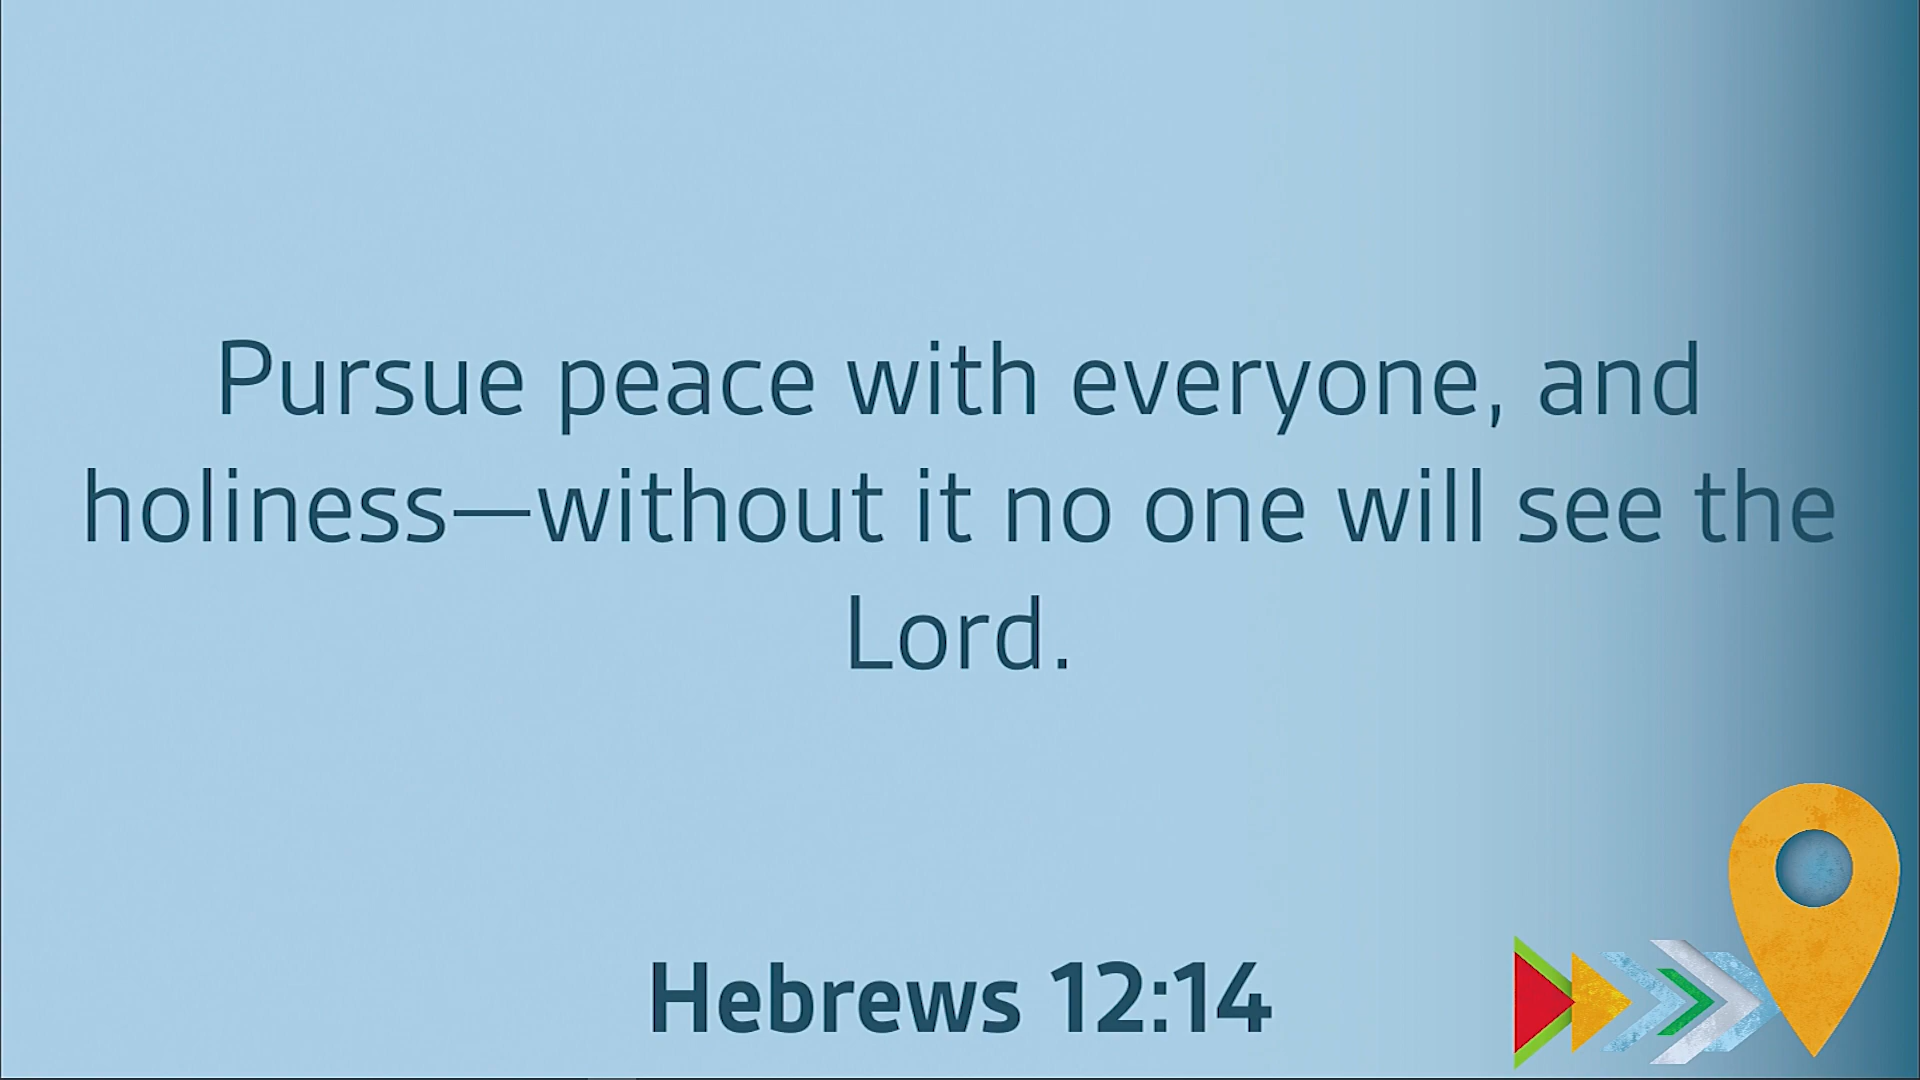 Pursue peace with everyone, and
holiness—without it no one will see the
Lord.
Hebrews 12:14